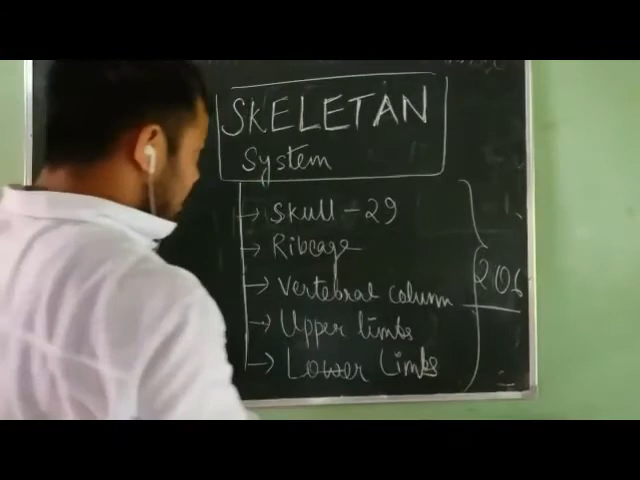 SKELETAN
System
Skull - 29
Ribcage
Vertebral column
206
Upper limbs
Lower limbs